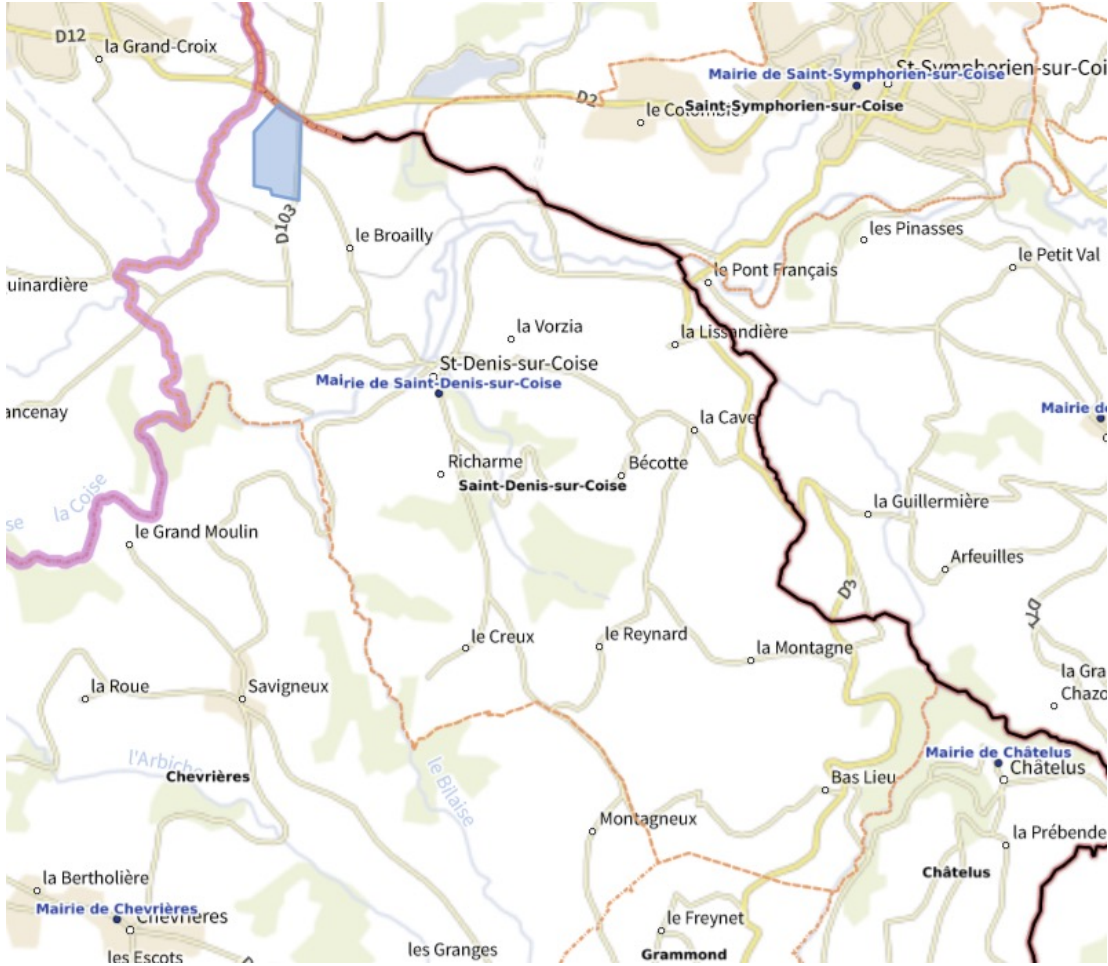 D12
la Grand-Croix
Mairie de Saint-Symphorien-sur-Coise
St-Symphorien-sur-Coi
D2
le Colombre
Saint-Symphorien-sur-Coise
D103
le Broailly
les Pinasses
le Petit Val
uinardière
le Pont Français
la Vorzia
la Lissandière
St-Denis-sur-Coise
Mairie de Saint-Denis-sur-Coise
ancenay
la Cave
Mairie de
Richarme
Bécotte
Saint-Denis-sur-Coise
la Coise
se
la Guillermière
le Grand Moulin
Arfeuilles
D3
le Creux
le Reynard
la Montagne
la Roue
Savigneux
la Gra
Chazo
l'Arbiche
Chevrières
le Bilaise
Mairie de Châtelus
Châtelus
Bas Lieu
Montagneux
la Prébende
la Bertholière
Châtelus
Mairie de Chevrières
Chevrières
le Freynet
les Escots
les Granges
Grammond